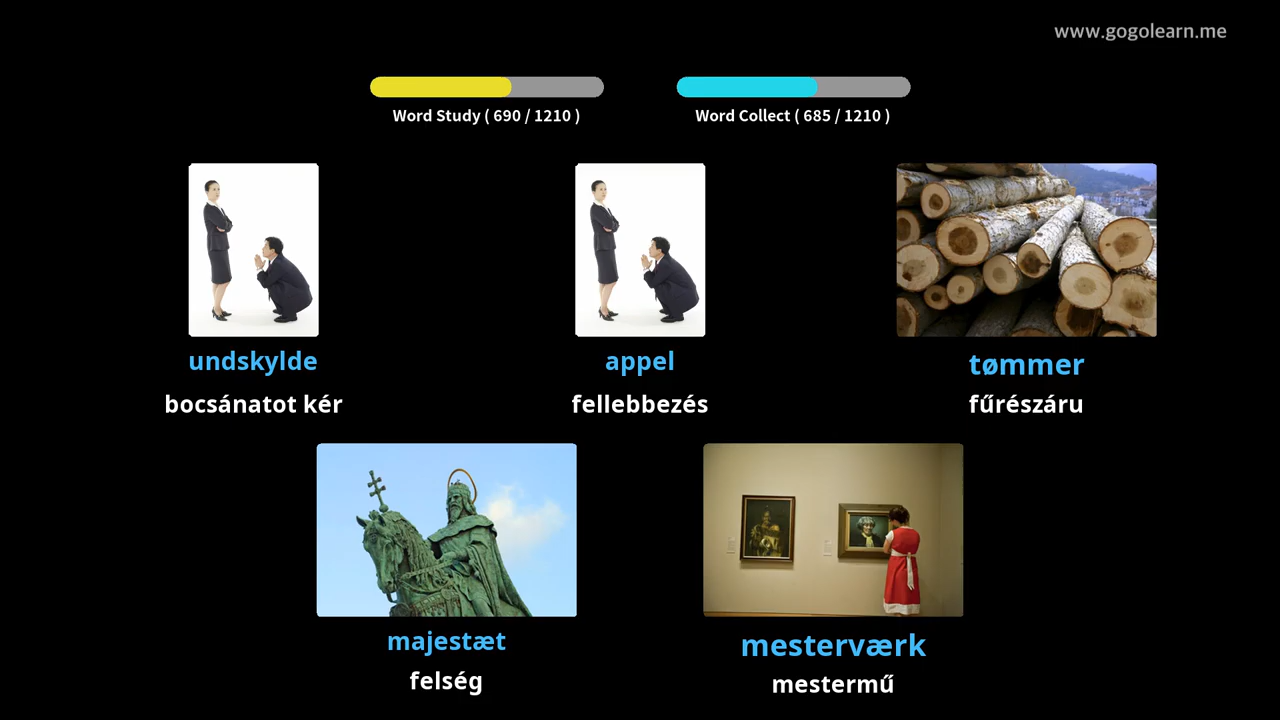 www.gogolearn.me
Word Study ( 690 / 1210 )
Word Collect ( 685 / 1210 )
undskylde
appel
tømmer
bocsánatot kér
fellebbezés
fűrészáru
majestæt
mesterværk
felség
mestermű